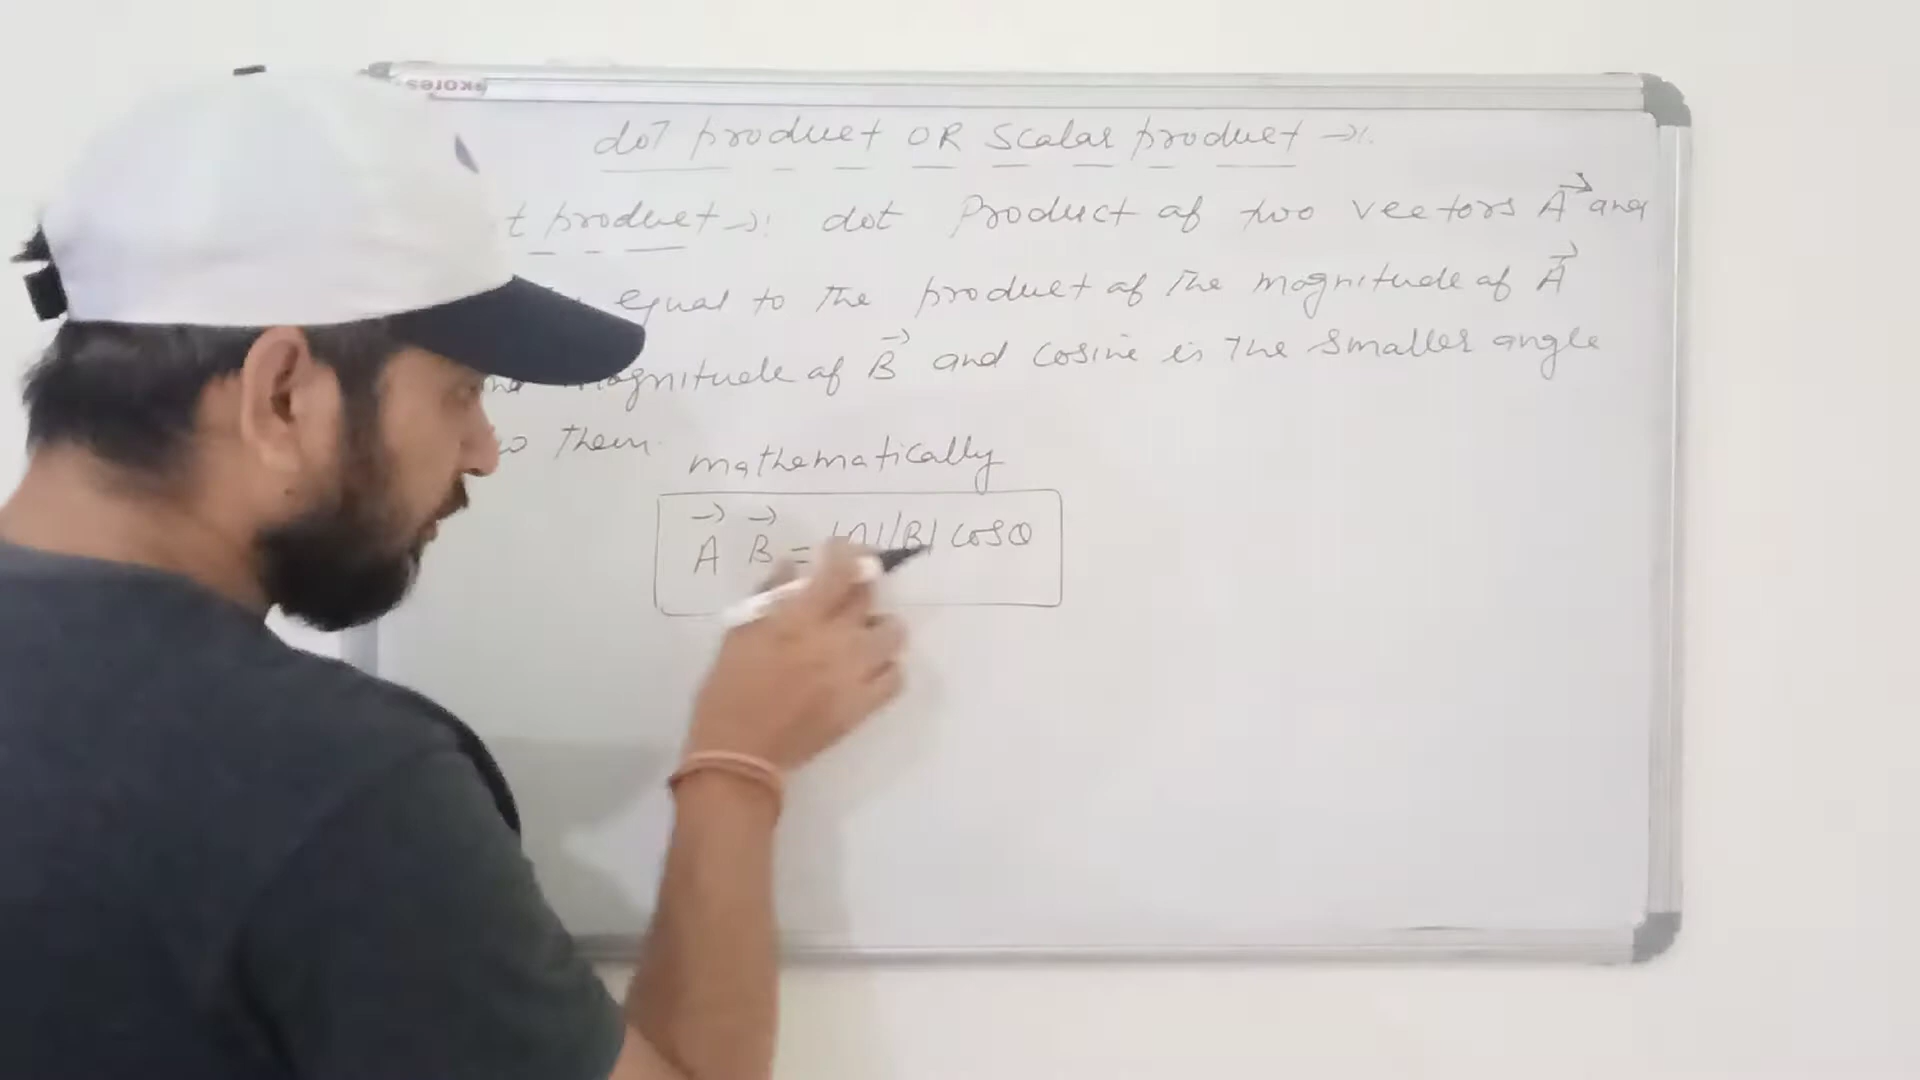 kores
dot product OR Scalar product →:
t product →: dot Product of two vectors A⃗ and
equal to The product of The magnitude of A⃗
magnitude of B⃗ and cosine is The smaller angle
Them.
mathematically
A⃗ B⃗ = |A||B| cosθ